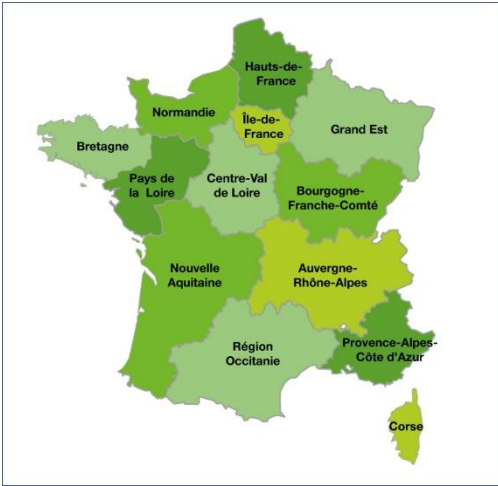 Hauts-de-
France
Normandie
Île-de-
France
Grand Est
Bretagne
Pays de
la Loire
Centre-Val
de Loire
Bourgogne-
Franche-Comté
Nouvelle
Aquitaine
Auvergne-
Rhône-Alpes
Région
Occitanie
Provence-Alpes-
Côte d'Azur
Corse